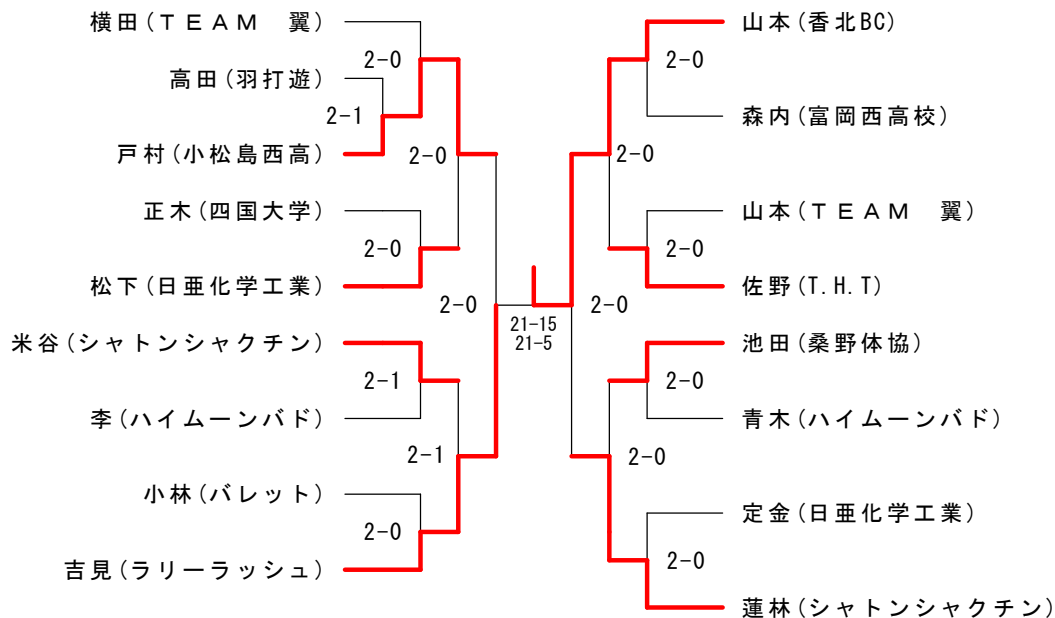 横田(ＴＥＡＭ　翼)
2-0
高田(羽打遊)
2-1
戸村(小松島西高)
2-0
正木(四国大学)
2-0
松下(日亜化学工業)
2-0
米谷(シャトンシャクチン)
2-1
李(ハイムーンバド)
2-1
小林(バレット)
2-0
吉見(ラリーラッシュ)
21-15
21-5
山本(香北BC)
2-0
森内(富岡西高校)
2-0
山本(ＴＥＡＭ　翼)
2-0
佐野(T.H.T)
2-0
池田(桑野体協)
2-0
青木(ハイムーンバド)
2-0
定金(日亜化学工業)
2-0
蓮林(シャトンシャクチン)